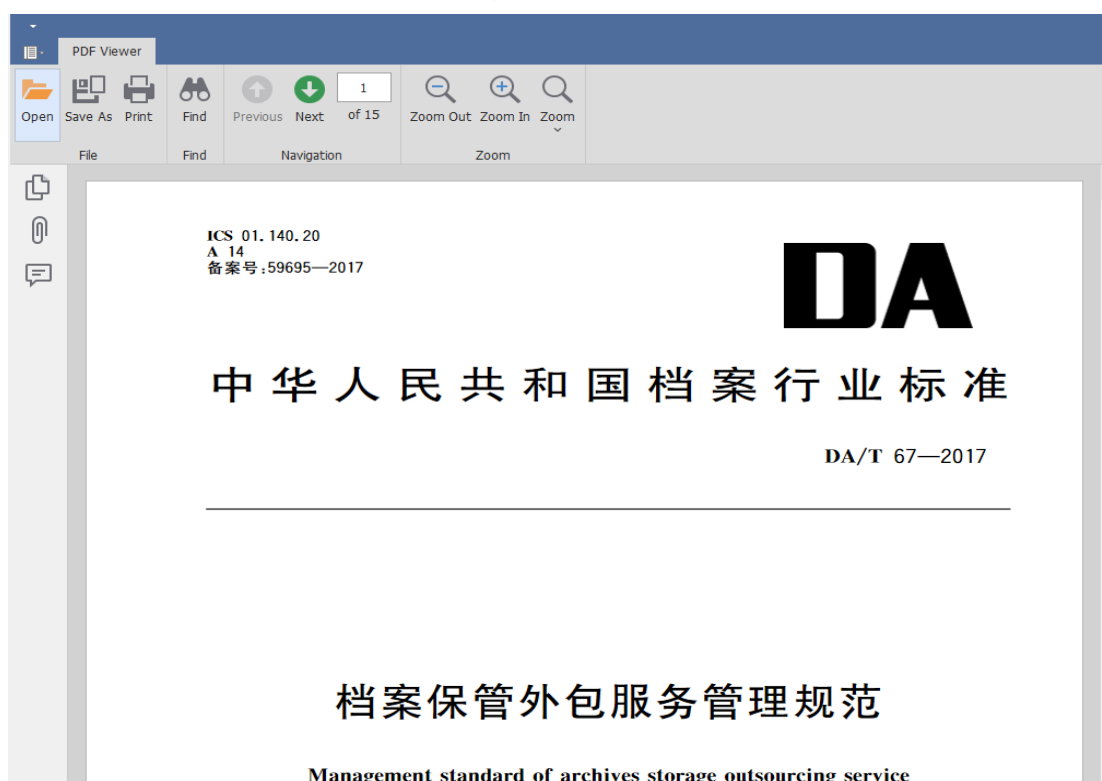 PDF Viewer
Open Save As Print Find Previous Next 1 of 15 Zoom Out Zoom In Zoom
File Find Navigation Zoom
ICS 01.140.20
A 14
备案号:59695—2017
DA
中华人民共和国档案行业标准
DA/T 67—2017
档案保管外包服务管理规范
Management standard of archives storage outsourcing service